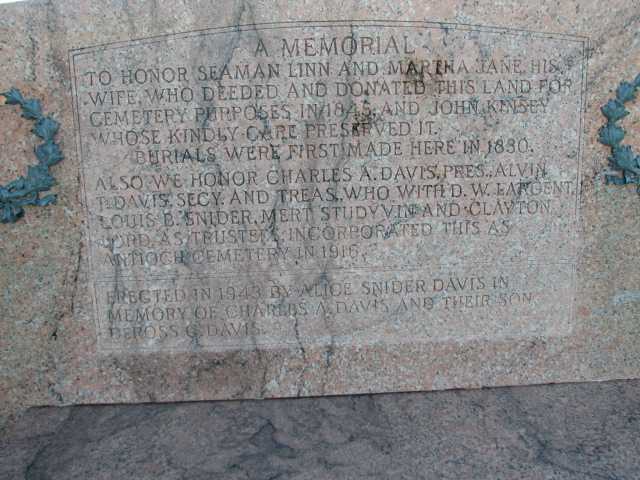 A MEMORIAL
TO HONOR SEAMAN LINN AND MARTHA JANE, HIS
WIFE, WHO DEEDED AND DONATED THIS LAND FOR
CEMETERY PURPOSES IN 1845, AND JOHN KINSEY
WHOSE KINDLY CARE PRESERVED IT.
BURIALS WERE FIRST MADE HERE IN 1830.
ALSO WE HONOR CHARLES A. DAVIS, PRES., ALVIN
T. DAVIS, SECY. AND TREAS., WHO WITH D. W. LARGENT,
LOUIS B. SNIDER, MERT STUDYVIN AND CLAYTON
AS TRUSTEES INCORPORATED THIS AS
ANTIOCH CEMETERY IN 1916.
ERECTED IN 1943 BY ALICE SNIDER DAVIS IN
MEMORY OF CHARLES A. DAVIS AND THEIR SON
DEROSS C. DAVIS.